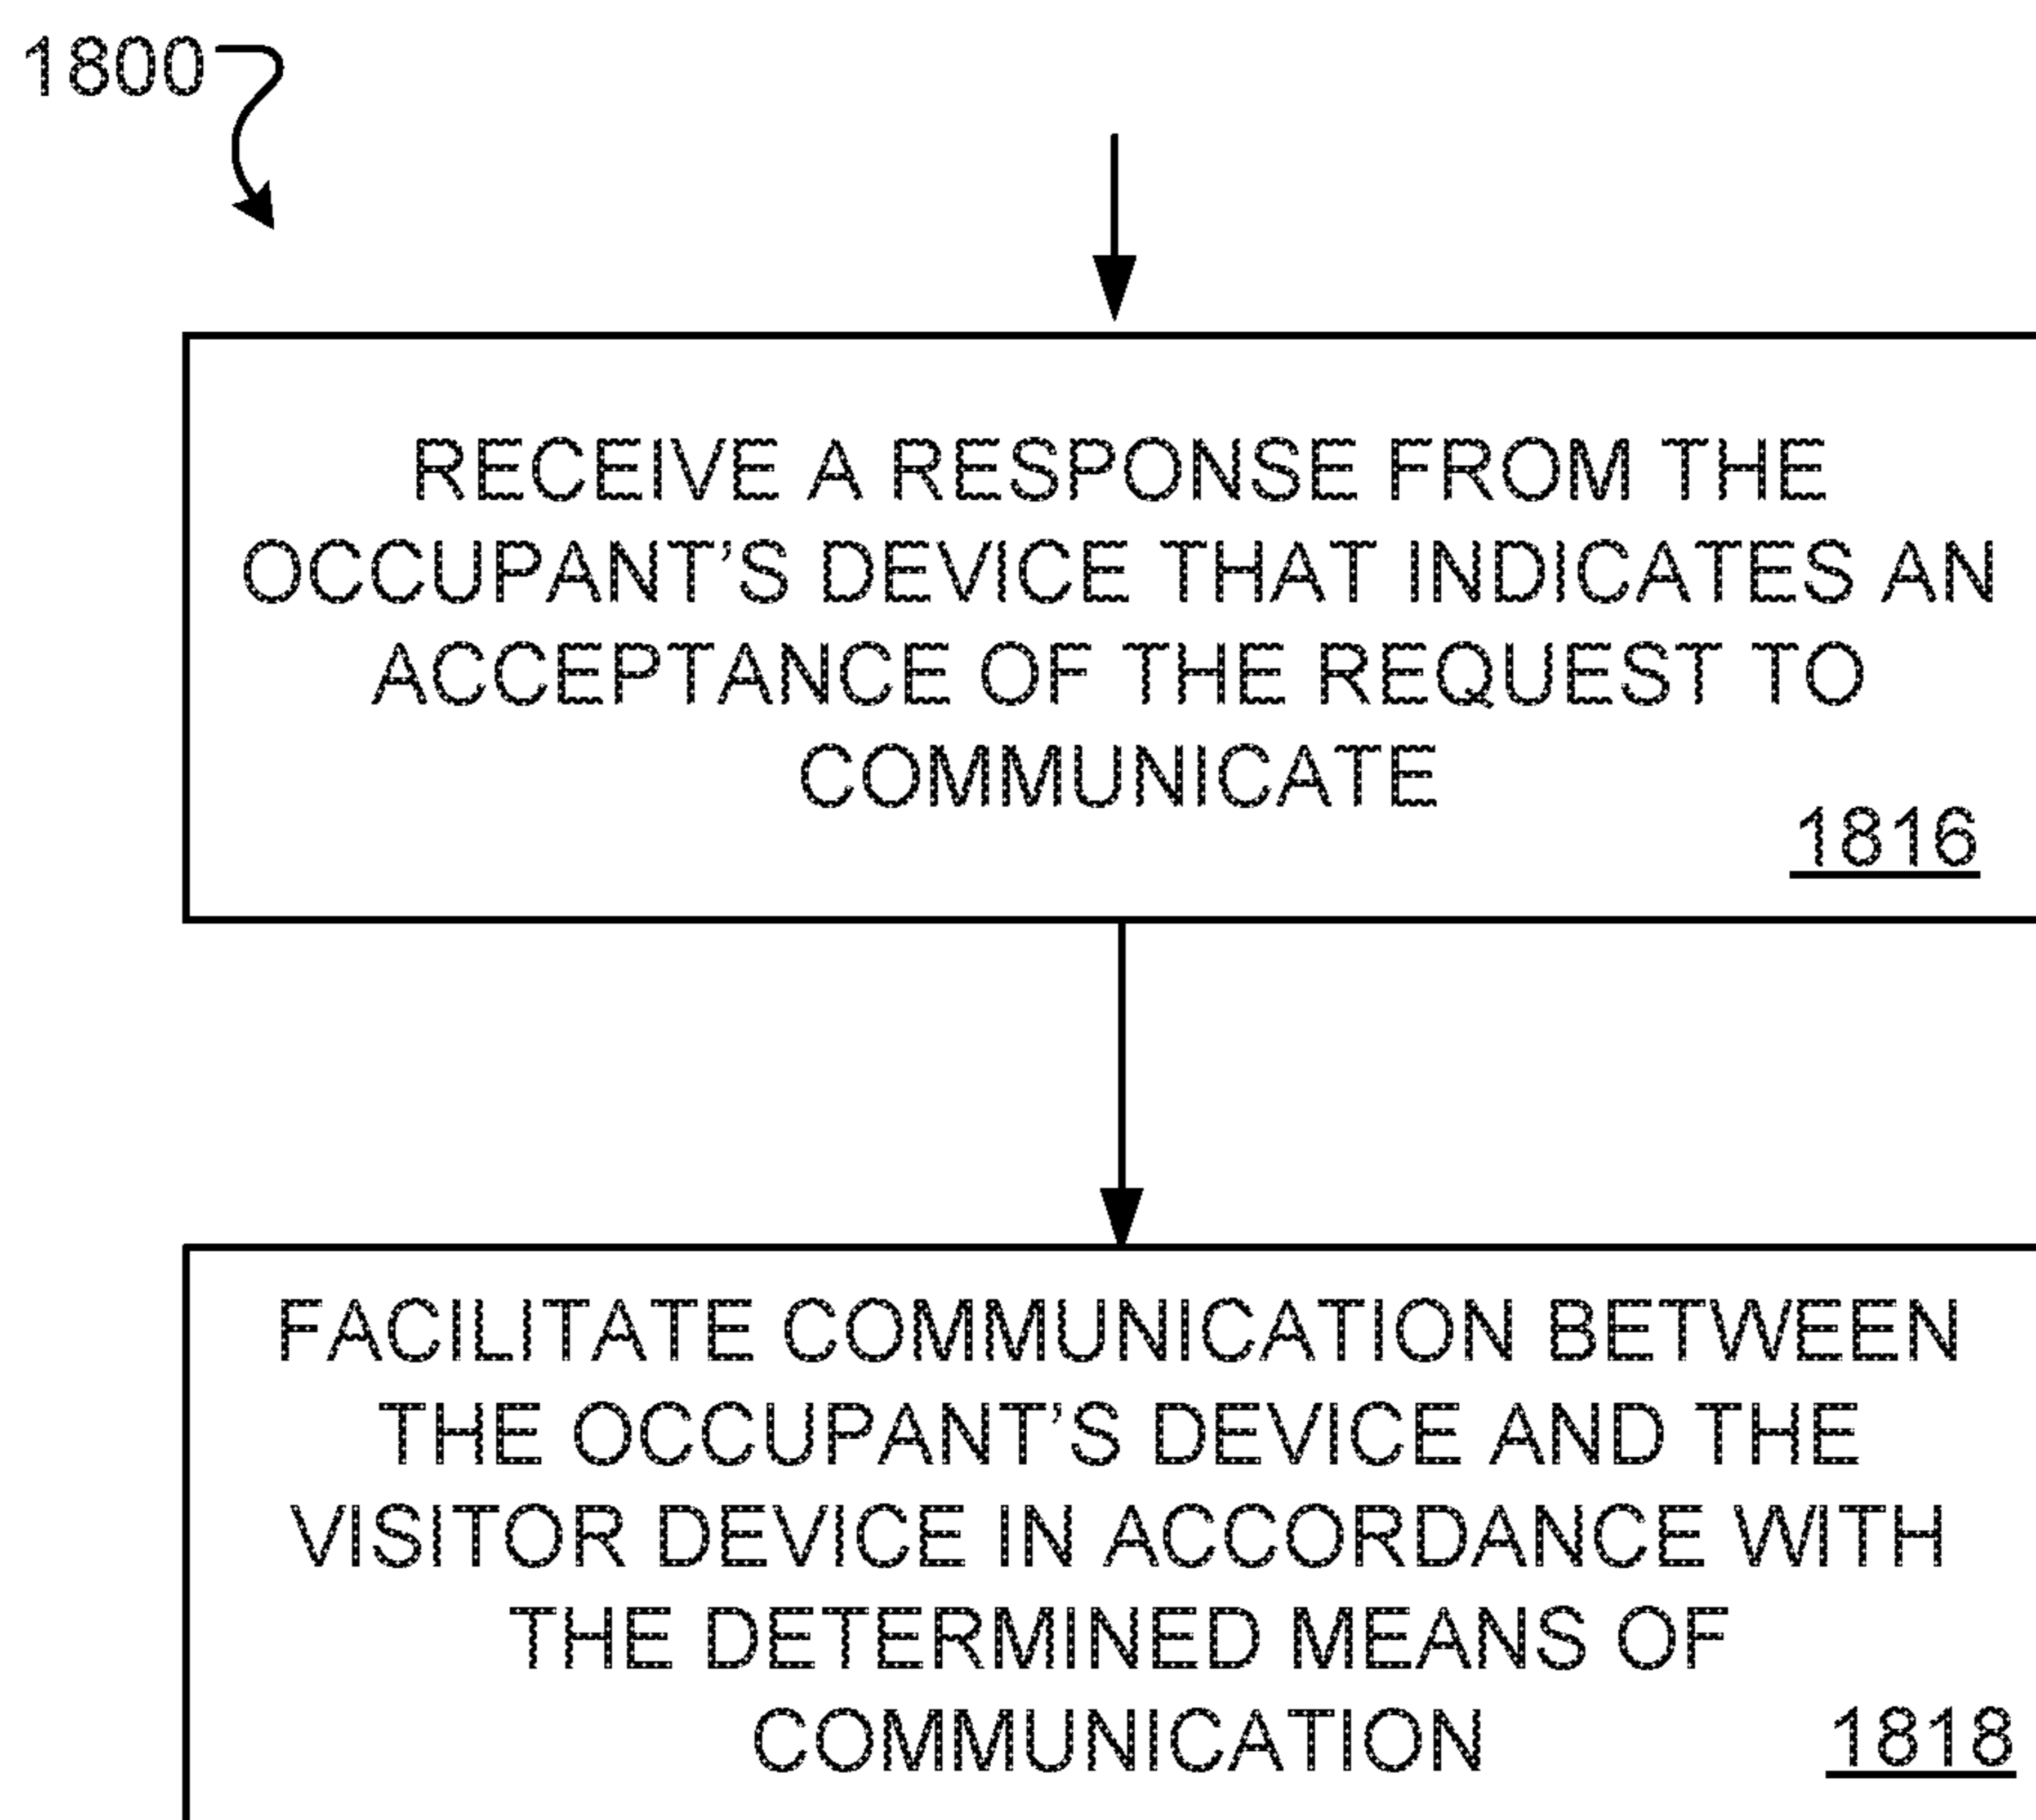 1800
RECEIVE A RESPONSE FROM THE
OCCUPANT’S DEVICE THAT INDICATES AN
ACCEPTANCE OF THE REQUEST TO
COMMUNICATE
1816
FACILITATE COMMUNICATION BETWEEN
THE OCCUPANT’S DEVICE AND THE
VISITOR DEVICE IN ACCORDANCE WITH
THE DETERMINED MEANS OF
COMMUNICATION
1818